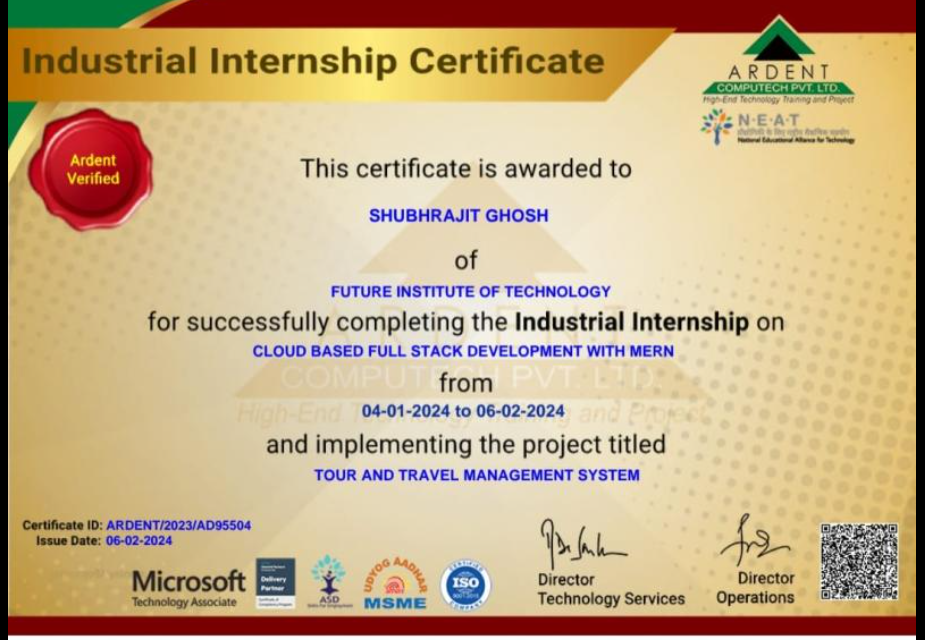 Industrial Internship Certificate
ARDENT
COMPUTECH PVT. LTD.
High-End Technology Training and Project
N·E·A·T
National Educational Alliance for Technology
Ardent
Verified
This certificate is awarded to
SHUBHRAJIT GHOSH
of
FUTURE INSTITUTE OF TECHNOLOGY
for successfully completing the Industrial Internship on
CLOUD BASED FULL STACK DEVELOPMENT WITH MERN
from
04-01-2024 to 06-02-2024
and implementing the project titled
TOUR AND TRAVEL MANAGEMENT SYSTEM
ARDENT
COMPUTECH PVT. LTD.
High-End Technology Training and Project
Certificate ID: ARDENT/2023/AD95504
Issue Date: 06-02-2024
Microsoft
Technology Associate
Delivery
Partner
ASD
UDYOG AADHAR
MSME
CERTIFIED
ISO
9001:2015
COMPANY
Director
Technology Services
Director
Operations